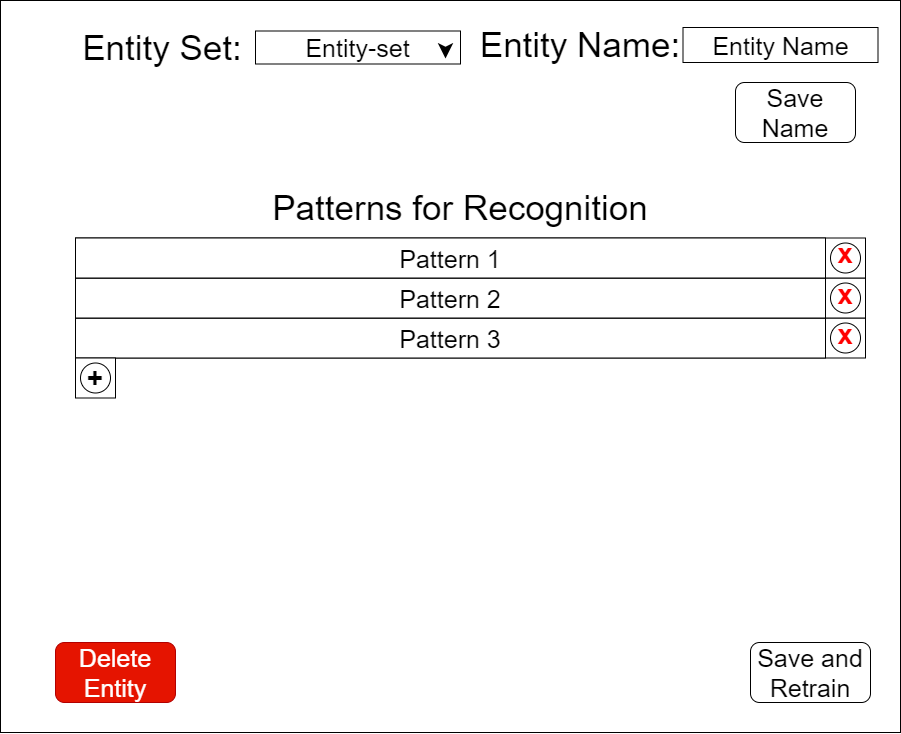 Entity Set: Entity-set Entity Name: Entity Name
Save
Name
Patterns for Recognition
Pattern 1 X
Pattern 2 X
Pattern 3 X
+
Delete
Entity
Save and
Retrain